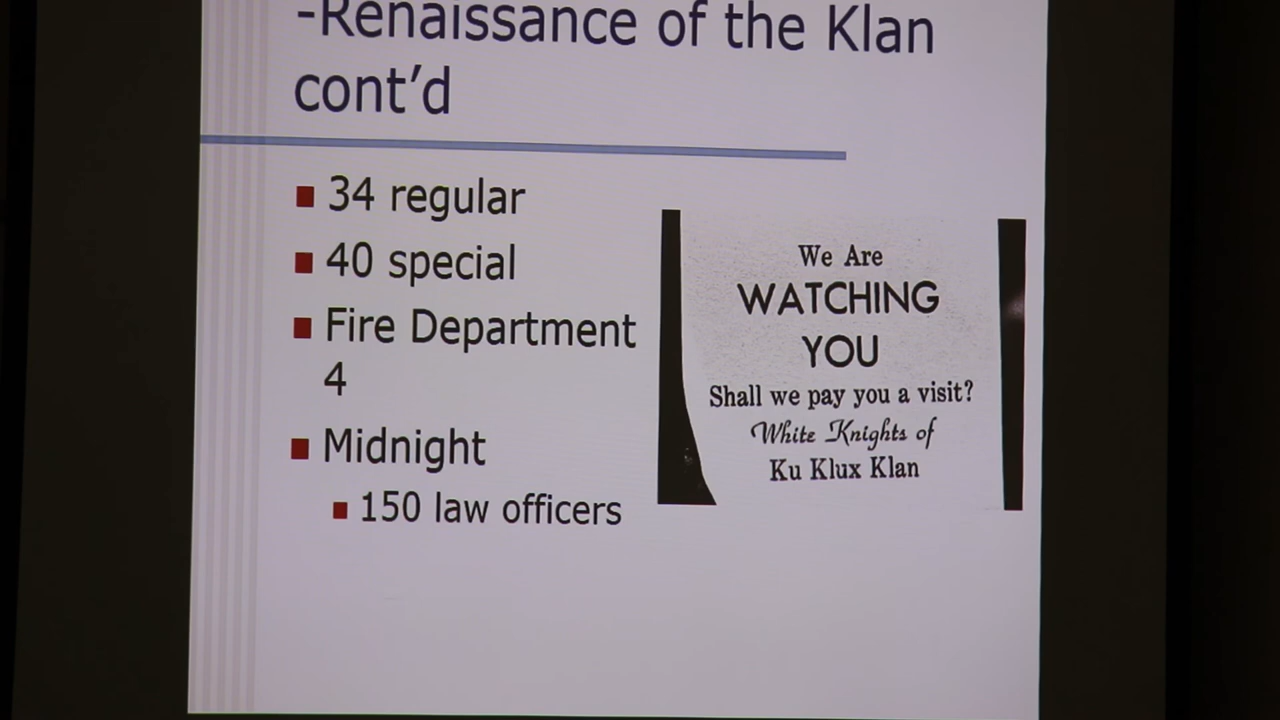 -Renaissance of the Klan
cont'd
34 regular
40 special
Fire Department
4
Midnight
150 law officers
We Are
WATCHING
YOU
Shall we pay you a visit?
White Knights of
Ku Klux Klan